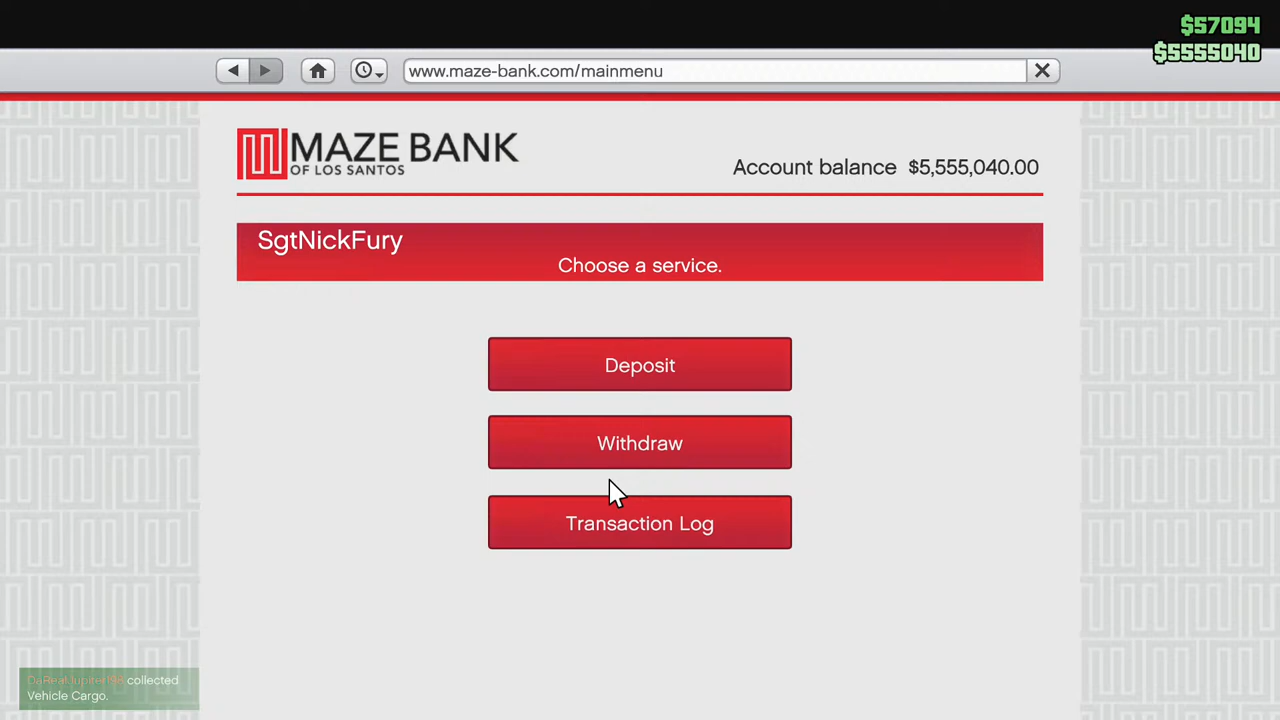 $57094
$5555040
www.maze-bank.com/mainmenu
MAZE BANK
OF LOS SANTOS
Account balance $5,555,040.00
SgtNickFury
Choose a service.
Deposit
Withdraw
Transaction Log
collected
Vehicle Cargo.